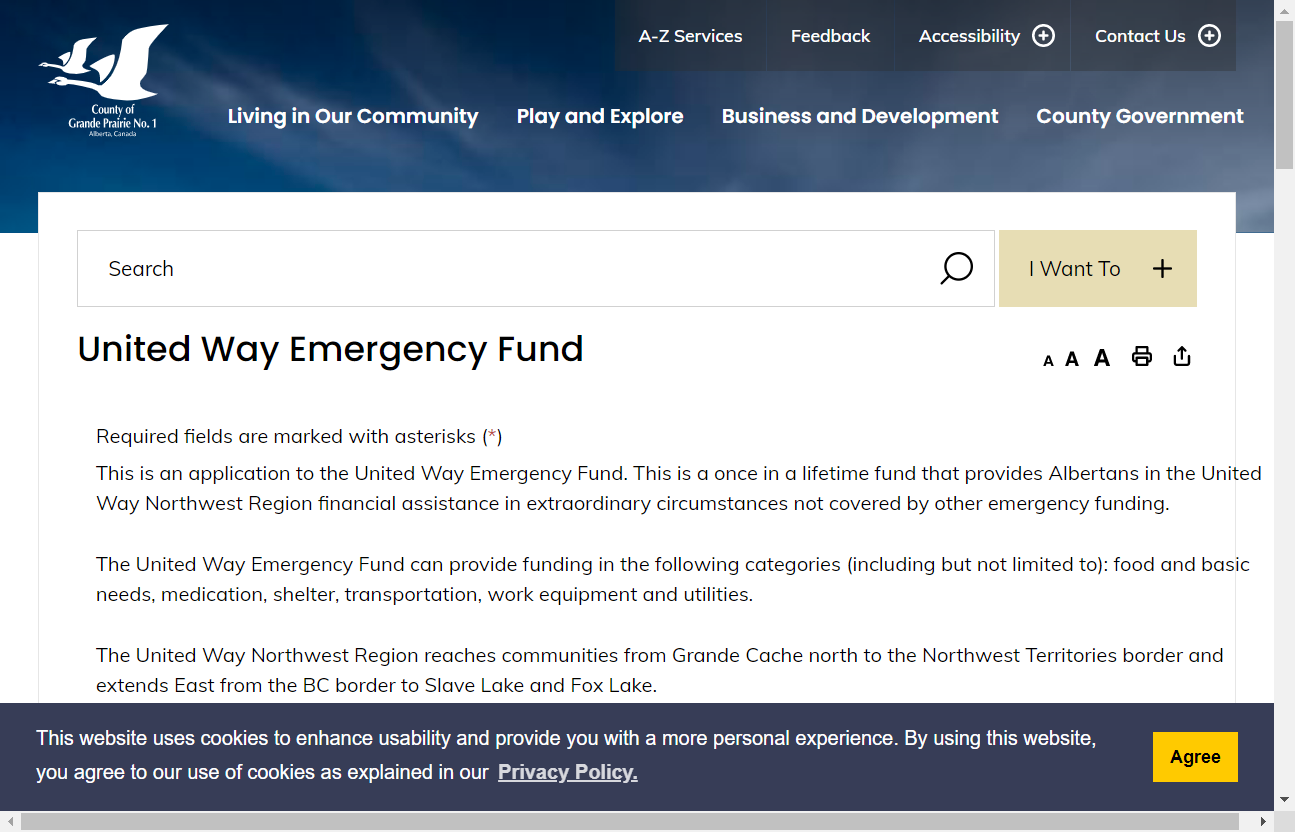 A-Z Services Feedback Accessibility Contact Us
County of
Grande Prairie No. 1
Alberta, Canada
Living in Our Community Play and Explore Business and Development County Government
Search
I Want To
United Way Emergency Fund
A A A
Required fields are marked with asterisks (*)
This is an application to the United Way Emergency Fund. This is a once in a lifetime fund that provides Albertans in the United
Way Northwest Region financial assistance in extraordinary circumstances not covered by other emergency funding.
The United Way Emergency Fund can provide funding in the following categories (including but not limited to): food and basic
needs, medication, shelter, transportation, work equipment and utilities.
The United Way Northwest Region reaches communities from Grande Cache north to the Northwest Territories border and
extends East from the BC border to Slave Lake and Fox Lake.
This website uses cookies to enhance usability and provide you with a more personal experience. By using this website,
you agree to our use of cookies as explained in our Privacy Policy.
Agree